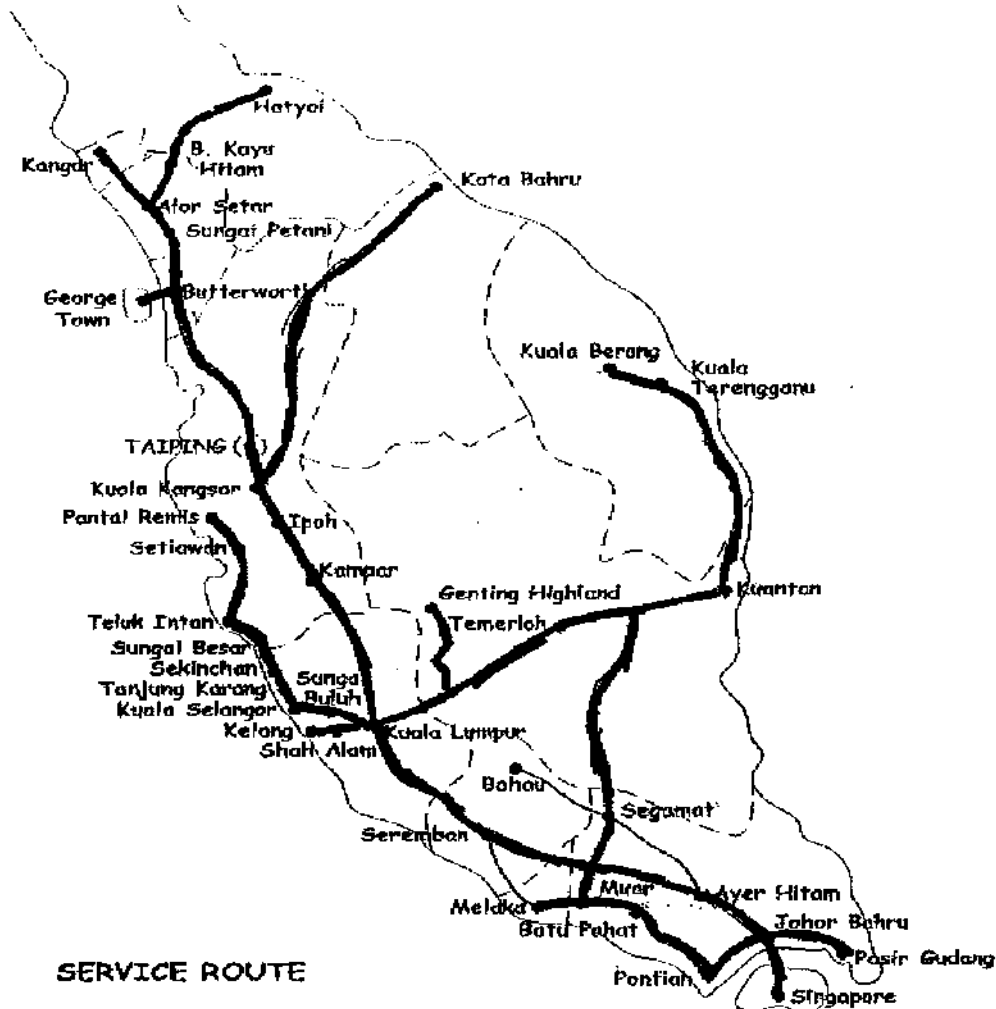 Hatyai
B. Kayu
Hitam
Kangar
Kota Bahru
Alor Setar
Sungai Petani
Butterworth
George
Town
Kuala Berang
Kuala
Terengganu
TAIPING
Kuala Kangsar
Pantai Remis
Ipoh
Setiawan
Kampar
Genting Highland
Kuantan
Teluk Intan
Temerloh
Sungai Besar
Sekinchan
Sungai
Buluh
Tanjung Karang
Kuala Selangor
Kelang
Kuala Lumpur
Shah Alam
Bahau
Segamat
Seremban
Muar
Ayer Hitam
Melaka
Batu Pahat
Johor Bahru
Pasir Gudang
SERVICE ROUTE
Pontian
Singapore